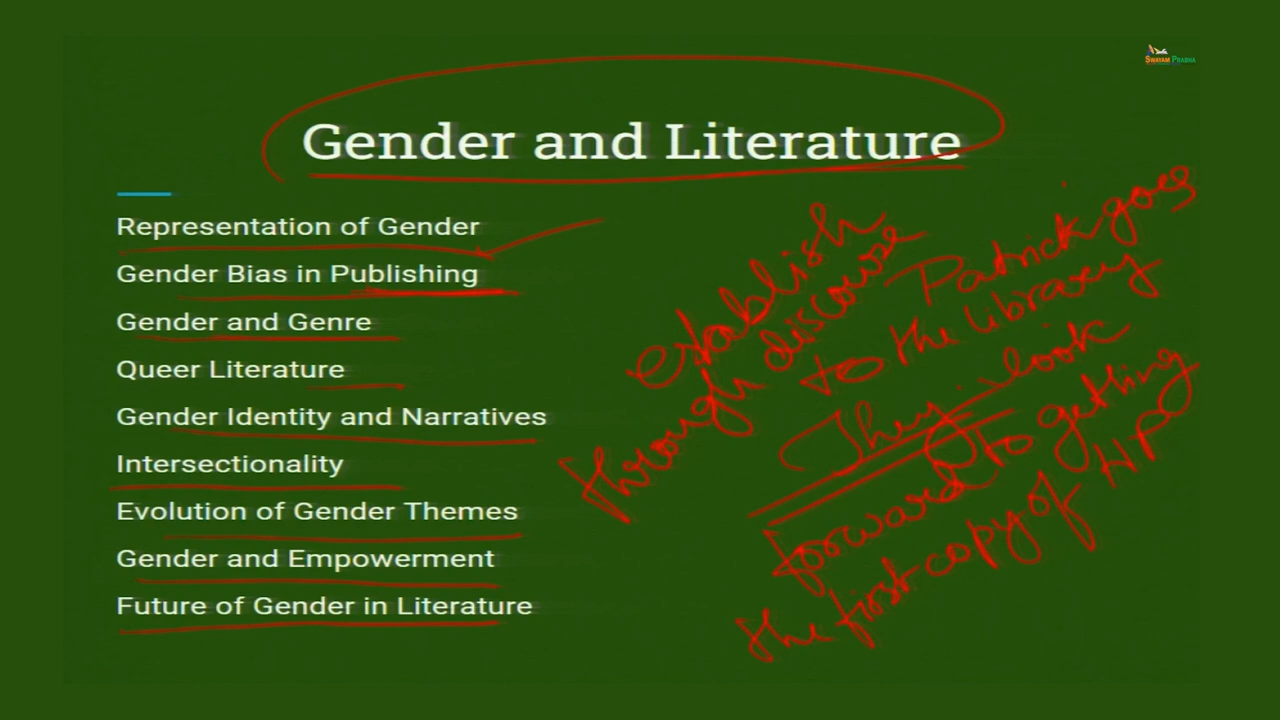 SWAYAM PRABHA
Gender and Literature
Representation of Gender
Gender Bias in Publishing
Gender and Genre
Queer Literature
Gender Identity and Narratives
Intersectionality
Evolution of Gender Themes
Gender and Empowerment
Future of Gender in Literature
establish
through discourse
Patrick goes
to the library
They look
forward to getting
the first copy of HP